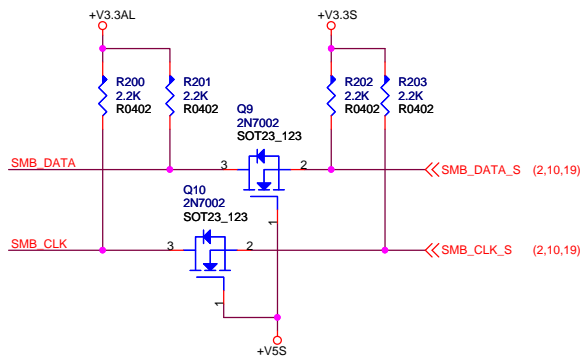 +V3.3AL
+V3.3S
R200
2.2K
R0402
R201
2.2K
R0402
R202
2.2K
R0402
R203
2.2K
R0402
Q9
2N7002
SOT23_123
SMB_DATA
3
2
SMB_DATA_S (2,10,19)
1
Q10
2N7002
SOT23_123
SMB_CLK
3
2
SMB_CLK_S (2,10,19)
1
+V5S